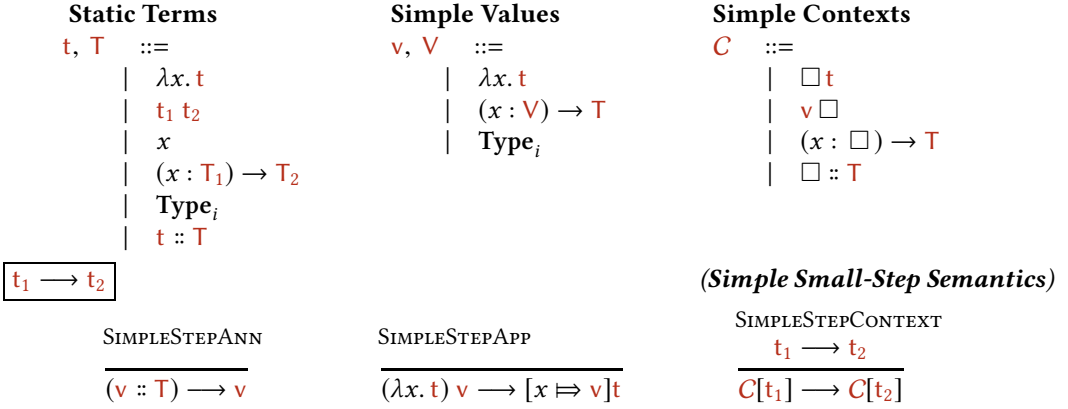 Static Terms Simple Values Simple Contexts
t, T ::= v, V ::= C ::=
| λx. t | λx. t | □ t
| t₁ t₂ | (x : V) → T | v □
| x | Typeᵢ | (x : □) → T
| (x : T₁) → T₂ | □ :: T
| Typeᵢ
| t :: T
t₁ ⟶ t₂ (Simple Small-Step Semantics)
SimpleStepAnn SimpleStepApp SimpleStepContext
t₁ ⟶ t₂
(v :: T) ⟶ v (λx. t) v ⟶ [x ⤇ v]t C[t₁] ⟶ C[t₂]